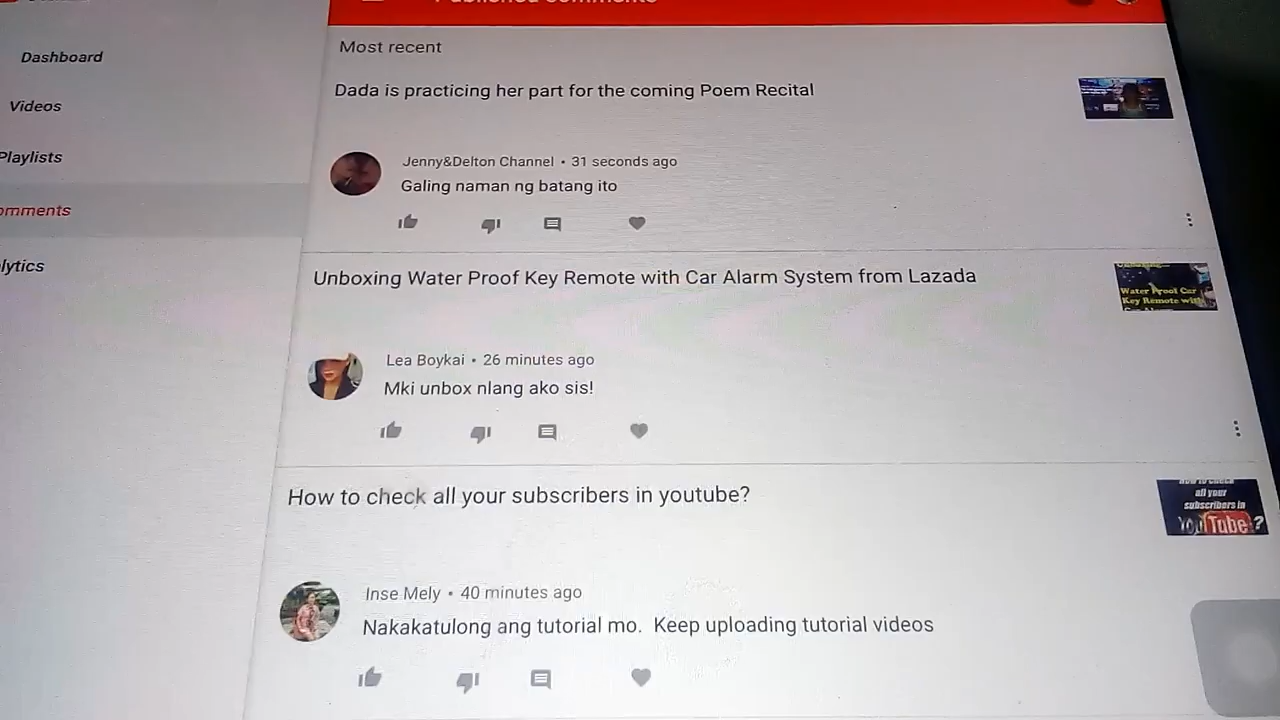 Published comments
Dashboard
Videos
Playlists
omments
lytics
Most recent
Dada is practicing her part for the coming Poem Recital
Jenny&Delton Channel • 31 seconds ago
Galing naman ng batang ito
Unboxing Water Proof Key Remote with Car Alarm System from Lazada
Water Proof Car
Key Remote with
Lea Boykai • 26 minutes ago
Mki unbox nlang ako sis!
How to check all your subscribers in youtube?
How to check
all your
subscribers in
YouTube?
Inse Mely • 40 minutes ago
Nakakatulong ang tutorial mo. Keep uploading tutorial videos